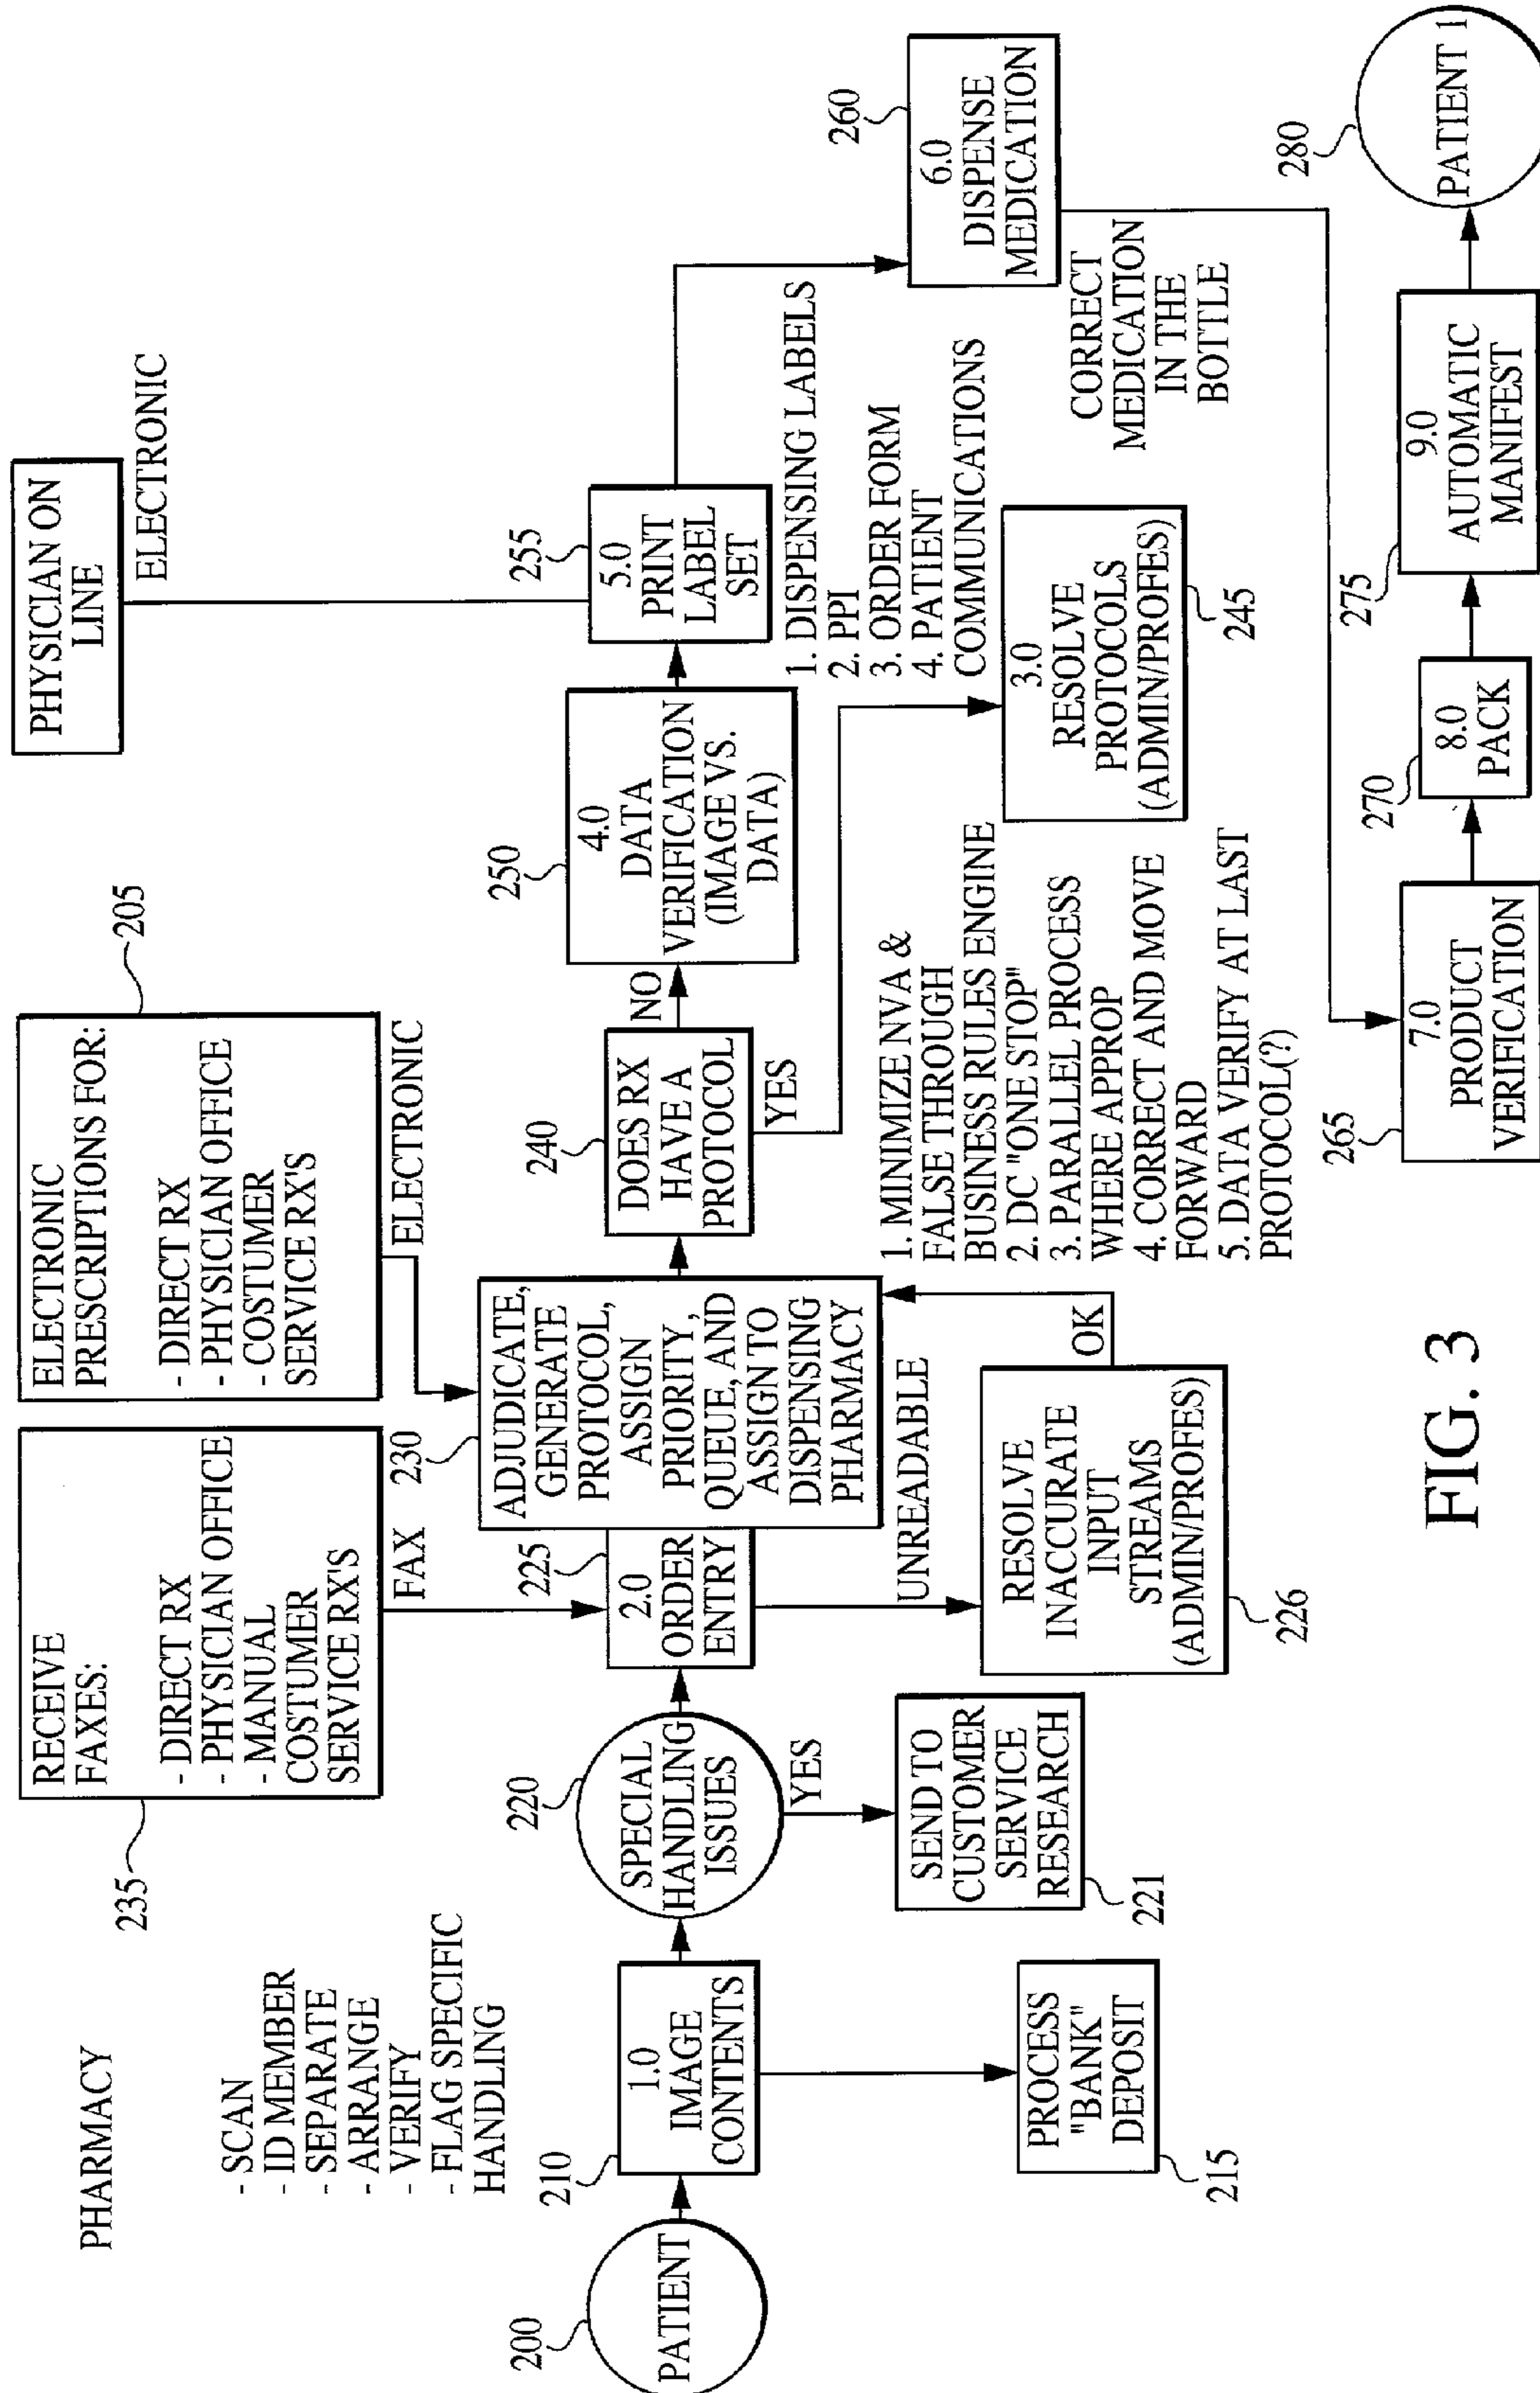 PHARMACY
- SCAN
- ID MEMBER
- SEPARATE
- ARRANGE
- VERIFY
- FLAG SPECIFIC
HANDLING
235
RECEIVE
FAXES:
- DIRECT RX
- PHYSICIAN OFFICE
- MANUAL
COSTUMER
SERVICE RX'S
FAX
205
ELECTRONIC
PRESCRIPTIONS FOR:
- DIRECT RX
- PHYSICIAN OFFICE
- COSTUMER
SERVICE RX'S
ELECTRONIC
PHYSICIAN ON
LINE
ELECTRONIC
200
PATIENT
210
1.0
IMAGE
CONTENTS
215
PROCESS
"BANK"
DEPOSIT
220
SPECIAL
HANDLING
ISSUES
YES
SEND TO
CUSTOMER
SERVICE
RESEARCH
221
225
2.0
ORDER
ENTRY
UNREADABLE
RESOLVE
INACCURATE
INPUT
STREAMS
(ADMIN/PROFES)
226
OK
230
ADJUDICATE,
GENERATE
PROTOCOL,
ASSIGN
PRIORITY,
QUEUE, AND
ASSIGN TO
DISPENSING
PHARMACY
240
DOES RX
HAVE A
PROTOCOL
NO
YES
1. MINIMIZE NVA &
FALSE THROUGH
BUSINESS RULES ENGINE
2. DC "ONE STOP"
3. PARALLEL PROCESS
WHERE APPROP
4. CORRECT AND MOVE
FORWARD
5. DATA VERIFY AT LAST
PROTOCOL(?)
250
4.0
DATA
VERIFICATION
(IMAGE VS.
DATA)
3.0
RESOLVE
PROTOCOLS
(ADMIN/PROFES)
245
255
5.0
PRINT
LABEL
SET
1. DISPENSING LABELS
2. PPI
3. ORDER FORM
4. PATIENT
COMMUNICATIONS
260
6.0
DISPENSE
MEDICATION
CORRECT
MEDICATION
IN THE
BOTTLE
265
7.0
PRODUCT
VERIFICATION
270
8.0
PACK
275
9.0
AUTOMATIC
MANIFEST
280
PATIENT 1
FIG. 3